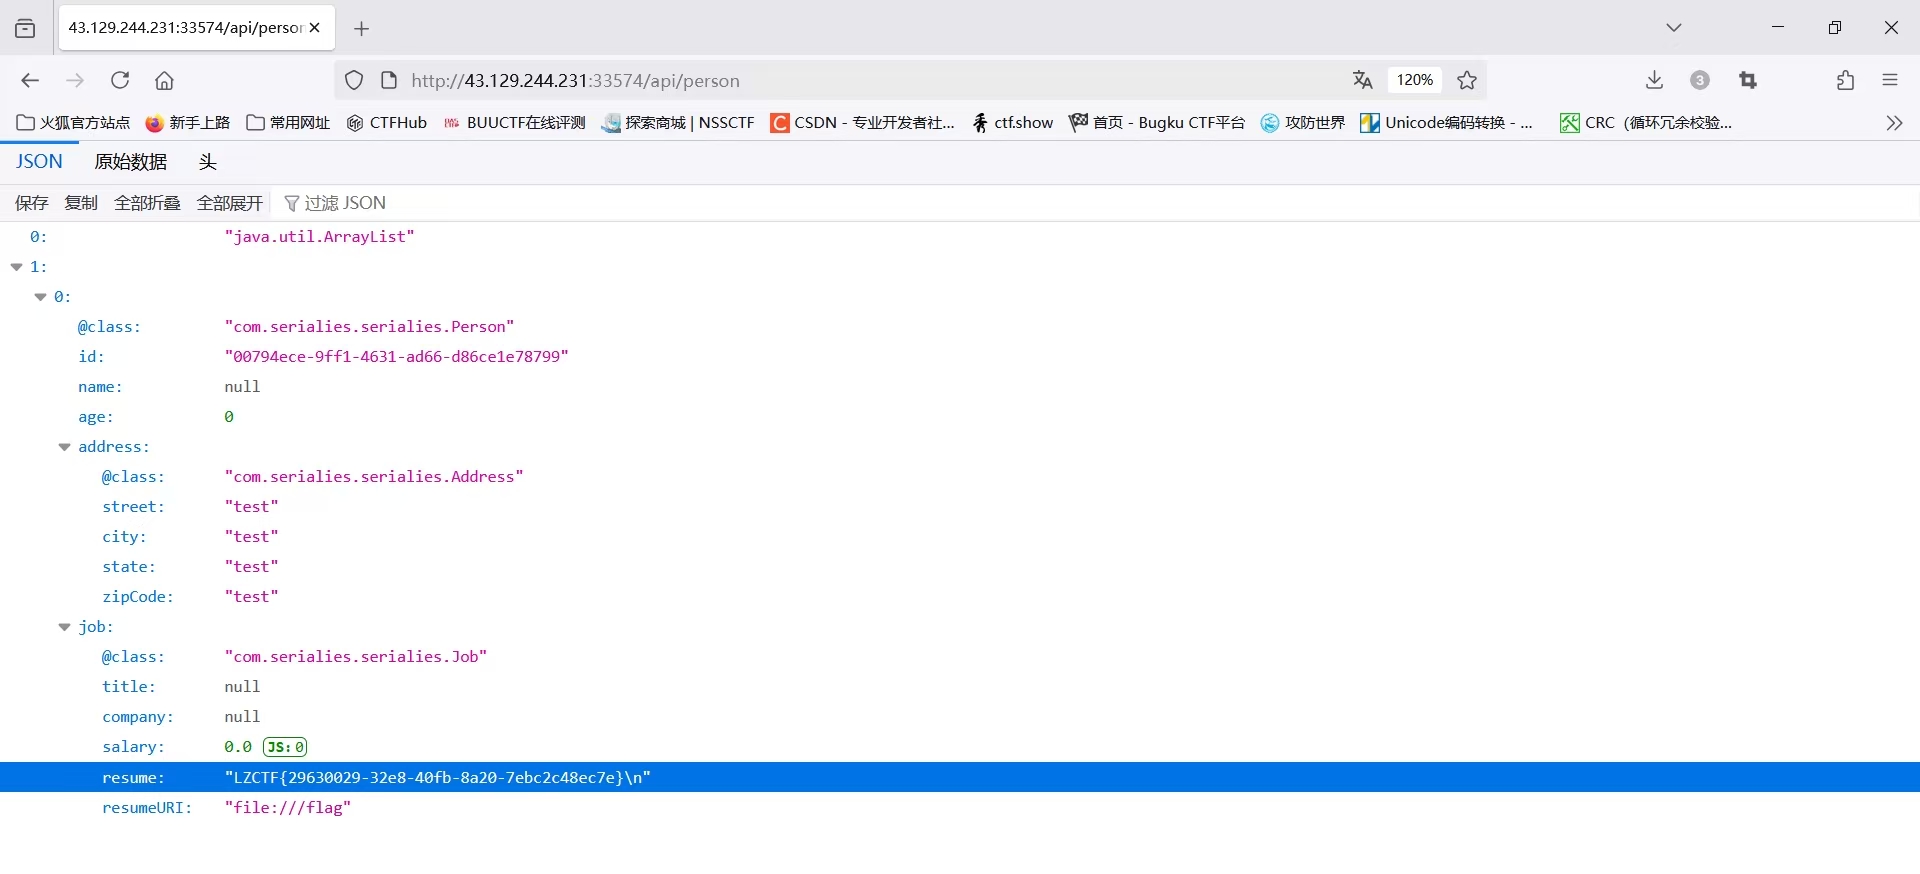 43.129.244.231:33574/api/person
http://43.129.244.231:33574/api/person 120% 3
火狐官方站点 新手上路 常用网址 CTFHub BUUCTF在线评测 探索商城 | NSSCTF CSDN - 专业开发者社... ctf.show 首页 - Bugku CTF平台 攻防世界 Unicode编码转换 - ... CRC（循环冗余校验...
JSON 原始数据 头
保存 复制 全部折叠 全部展开 过滤 JSON
0: "java.util.ArrayList"
1:
0:
@class: "com.serialies.serialies.Person"
id: "00794ece-9ff1-4631-ad66-d86ce1e78799"
name: null
age: 0
address:
@class: "com.serialies.serialies.Address"
street: "test"
city: "test"
state: "test"
zipCode: "test"
job:
@class: "com.serialies.serialies.Job"
title: null
company: null
salary: 0.0 JS: 0
resume: "LZCTF{29630029-32e8-40fb-8a20-7ebc2c48ec7e}\n"
resumeURI: "file:///flag"